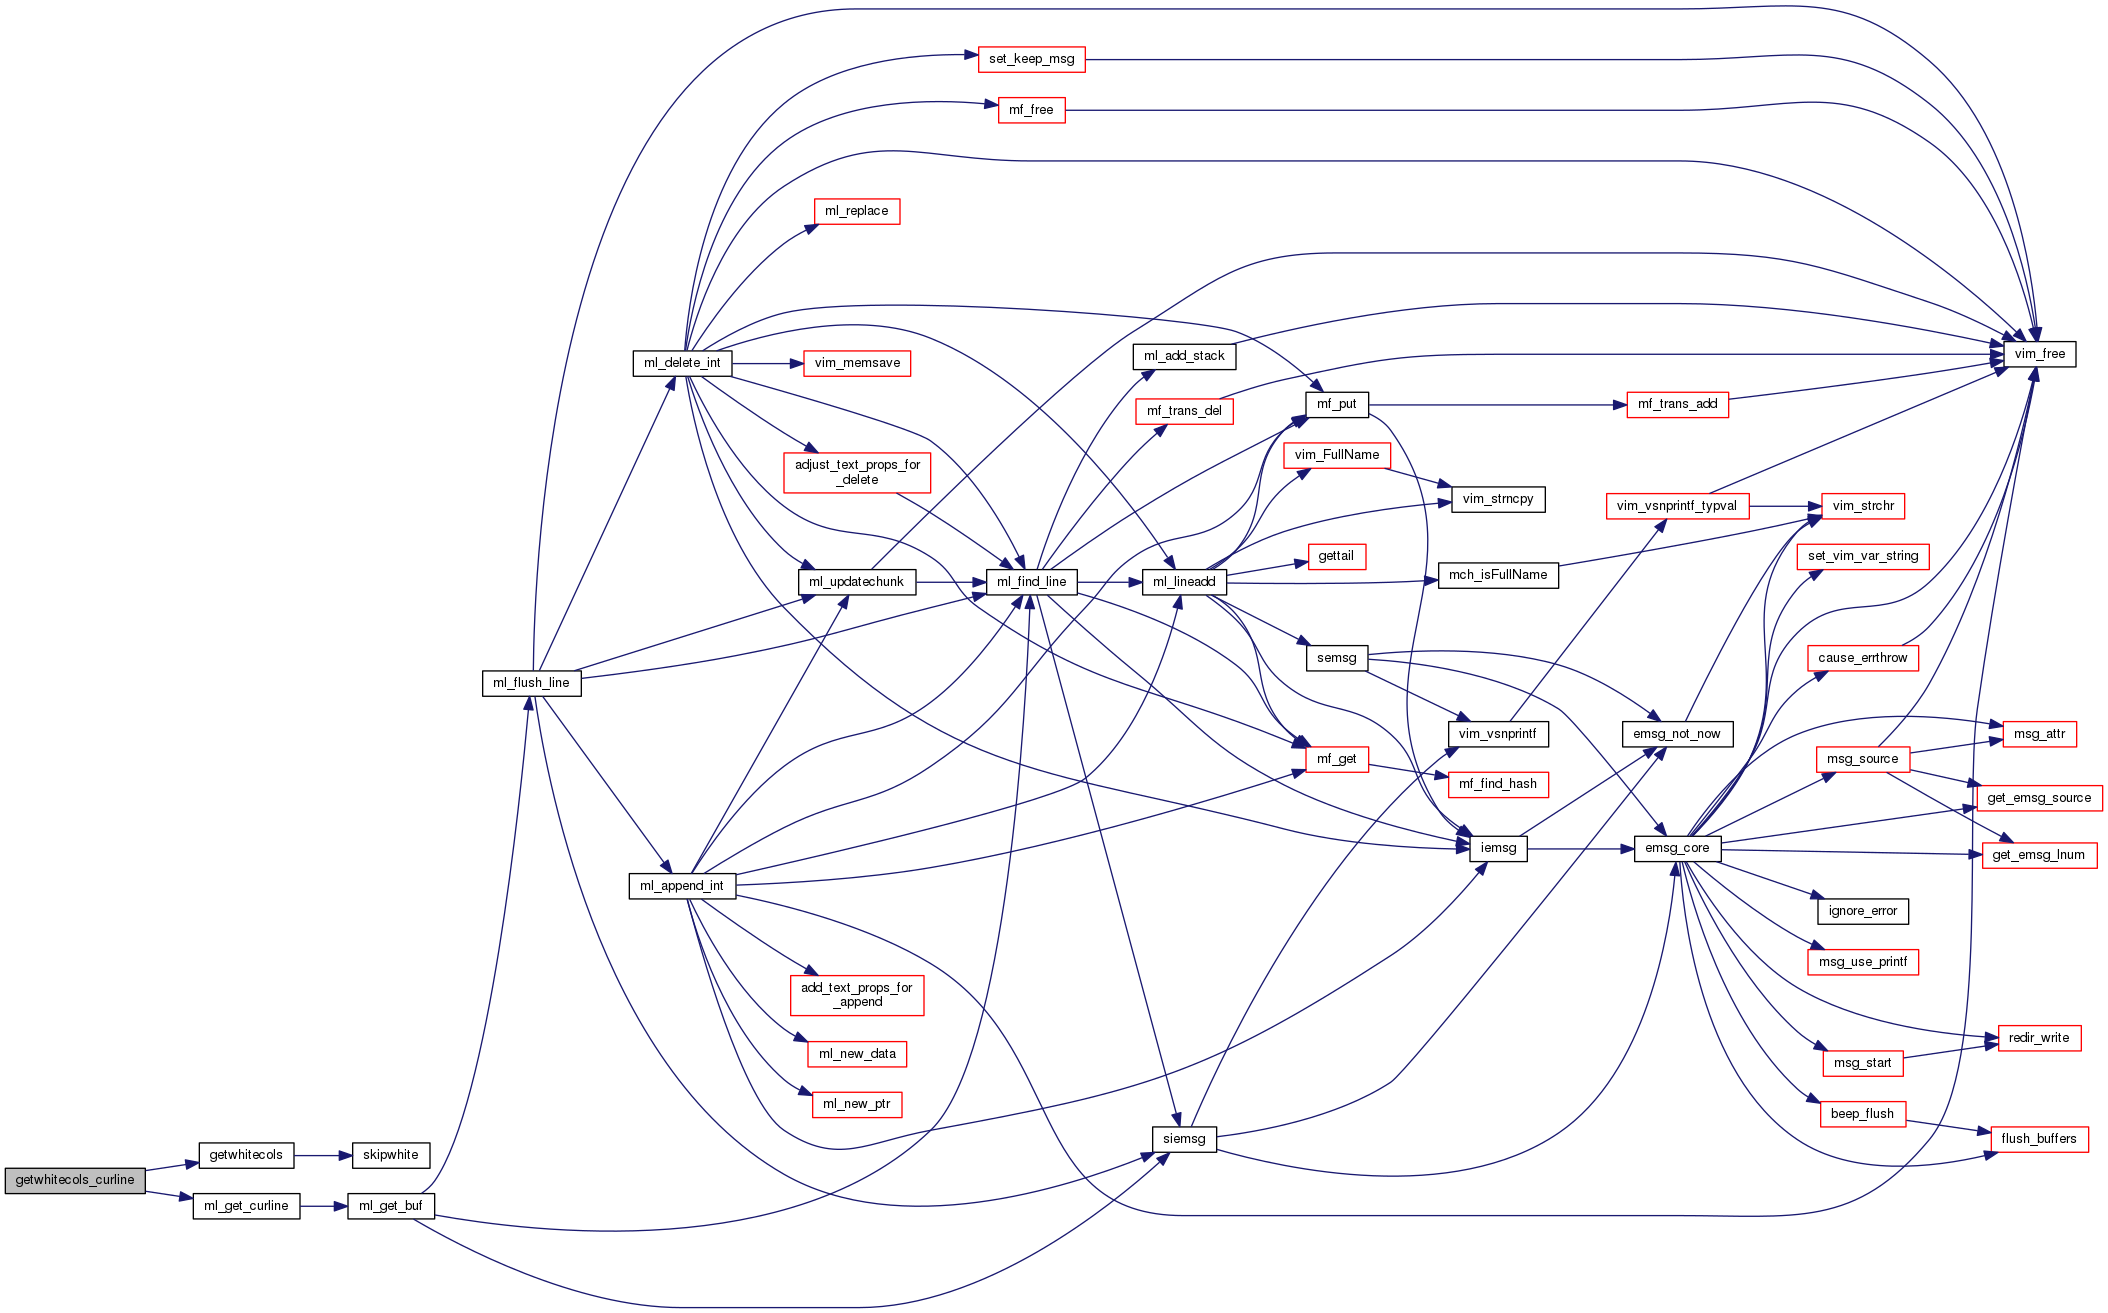 getwhitecols_curline
getwhitecols
skipwhite
ml_get_curline
ml_get_buf
ml_flush_line
ml_delete_int
ml_append_int
set_keep_msg
mf_free
ml_replace
vim_memsave
adjust_text_props_for
_delete
ml_updatechunk
add_text_props_for
_append
ml_new_data
ml_new_ptr
ml_find_line
ml_add_stack
mf_trans_del
ml_lineadd
siemsg
mf_put
vim_FullName
gettail
semsg
mf_get
vim_strncpy
mch_isFullName
vim_vsnprintf
mf_find_hash
iemsg
mf_trans_add
vim_vsnprintf_typval
emsg_not_now
emsg_core
vim_strchr
set_vim_var_string
cause_errthrow
msg_source
ignore_error
msg_use_printf
msg_start
beep_flush
vim_free
msg_attr
get_emsg_source
get_emsg_lnum
redir_write
flush_buffers